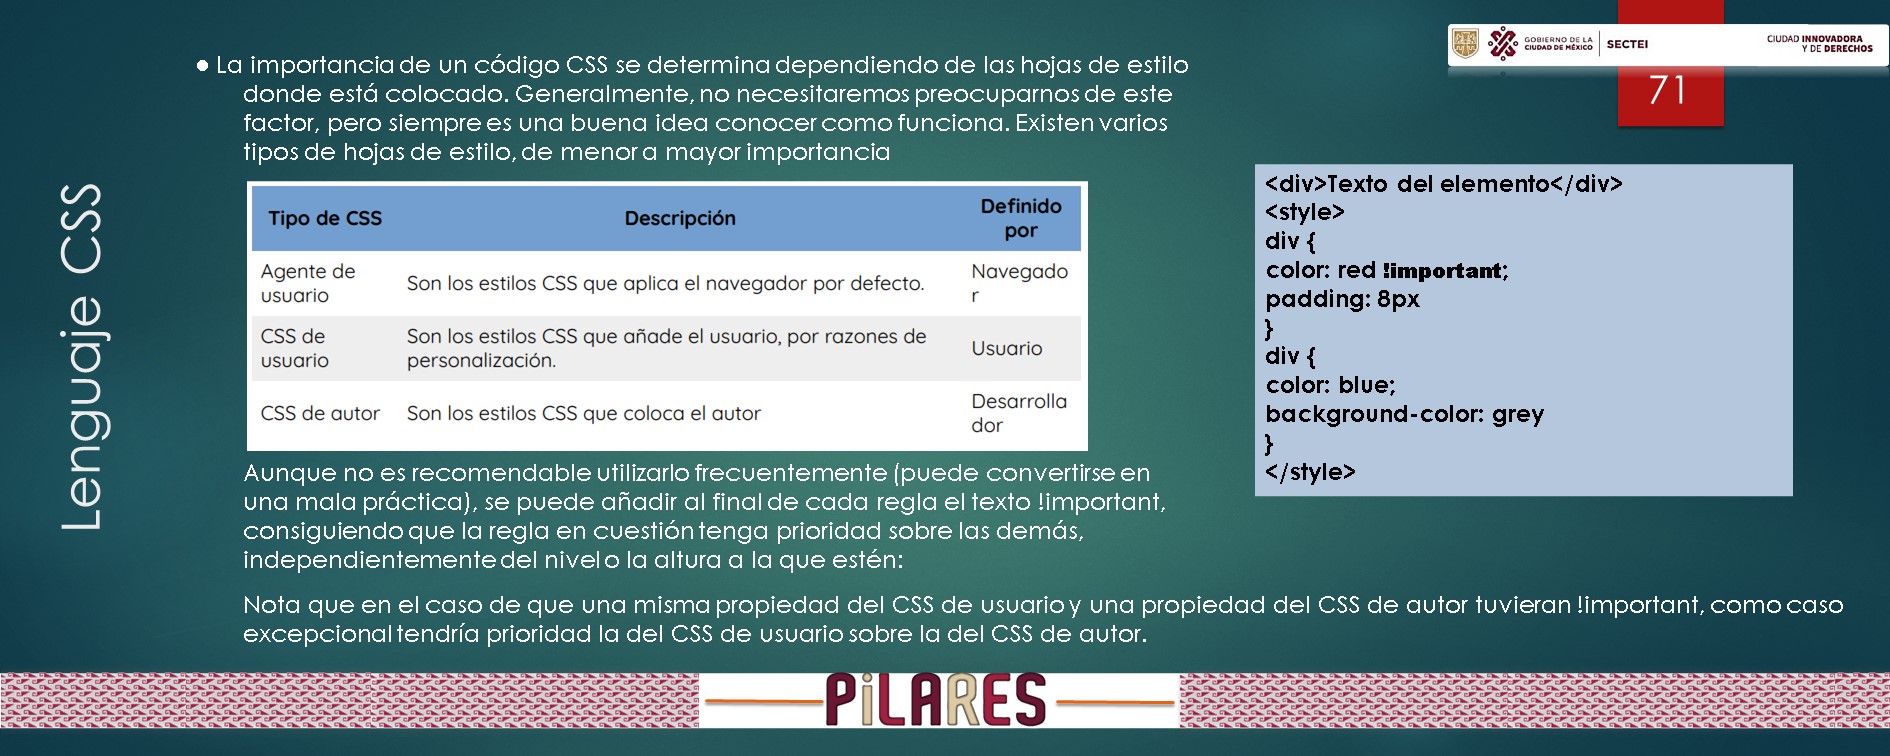 GOBIERNO DE LA
CIUDAD DE MÉXICO
SECTEI
CIUDAD INNOVADORA
Y DE DERECHOS
71
Lenguaje CSS
● La importancia de un código CSS se determina dependiendo de las hojas de estilo
donde está colocado. Generalmente, no necesitaremos preocuparnos de este
factor, pero siempre es una buena idea conocer como funciona. Existen varios
tipos de hojas de estilo, de menor a mayor importancia
Tipo de CSS Descripción Definido
por
Agente de
usuario
Son los estilos CSS que aplica el navegador por defecto.
Navegado
r
CSS de
usuario
Son los estilos CSS que añade el usuario, por razones de
personalización.
Usuario
CSS de autor
Son los estilos CSS que coloca el autor
Desarrolla
dor
Aunque no es recomendable utilizarlo frecuentemente (puede convertirse en
una mala práctica), se puede añadir al final de cada regla el texto !important,
consiguiendo que la regla en cuestión tenga prioridad sobre las demás,
independientemente del nivel o la altura a la que estén:
<div>Texto del elemento</div>
<style>
div {
color: red !important;
padding: 8px
}
div {
color: blue;
background-color: grey
}
</style>
Nota que en el caso de que una misma propiedad del CSS de usuario y una propiedad del CSS de autor tuvieran !important, como caso
excepcional tendría prioridad la del CSS de usuario sobre la del CSS de autor.
PiLARES